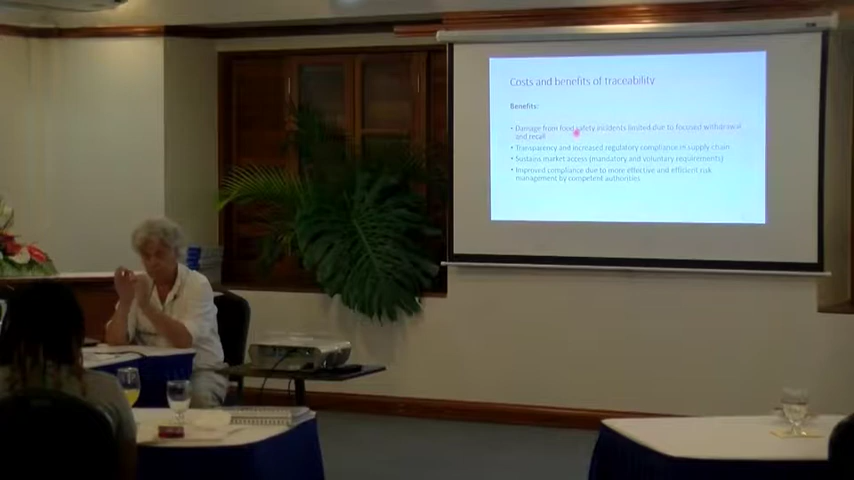 Costs and benefits of traceability
Benefits:
• Damage from food safety incidents limited due to focused withdrawal
and recall
• Transparency and increased regulatory compliance in supply chain
• Sustains market access (mandatory and voluntary requirements)
• Improved compliance due to more effective and efficient risk
management by competent authorities